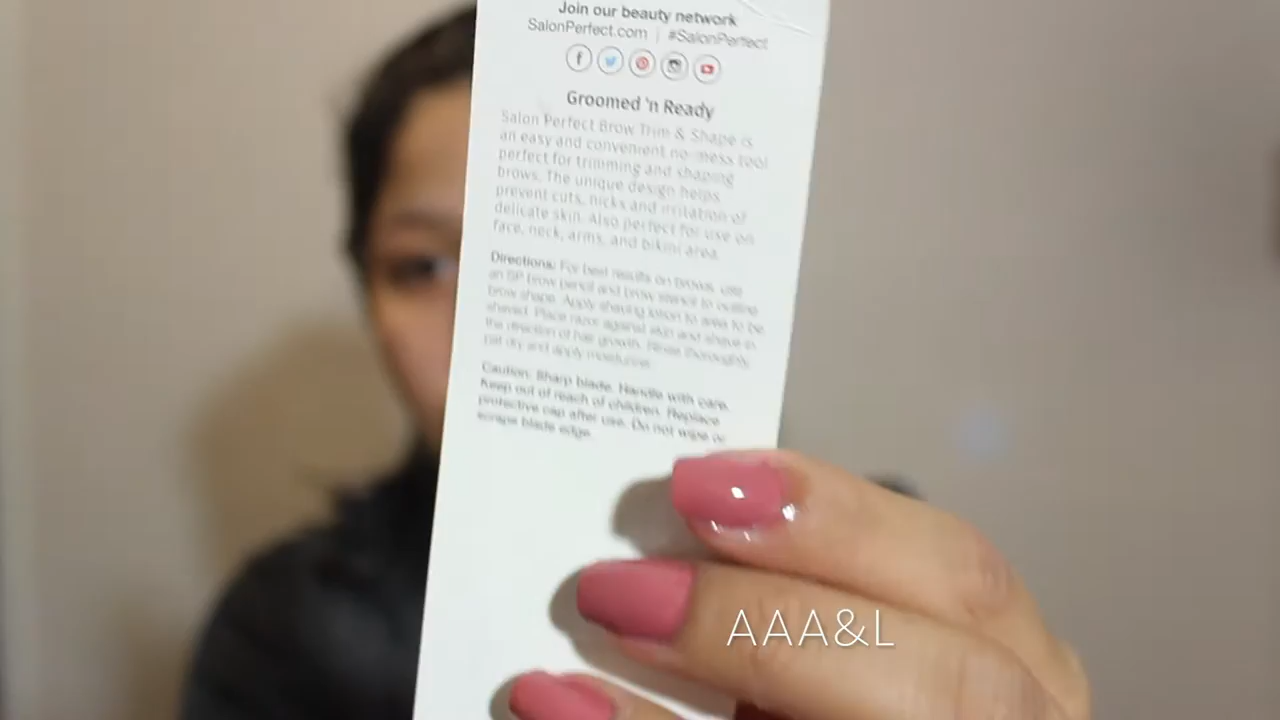 Join our beauty network
SalonPerfect.com | #SalonPerfect
Groomed 'n Ready
Salon Perfect Brow Trim & Shape is
an easy and convenient no-mess tool
perfect for trimming and shaping
brows. The unique design helps
prevent cuts, nicks and irritation of
delicate skin. Also perfect for use on
face, neck, arms, and bikini area.
Directions: For best results on brows, use
an SP brow pencil and brow stencil to outline
brow shape. Apply shaving lotion to area to be
shaved. Place razor against skin and shave in
the direction of hair growth. Rinse thoroughly,
pat dry and apply moisturizer.
Caution: Sharp blade. Handle with care.
Keep out of reach of children. Replace
protective cap after use. Do not wipe or
scrape blade edge.
AAA&L